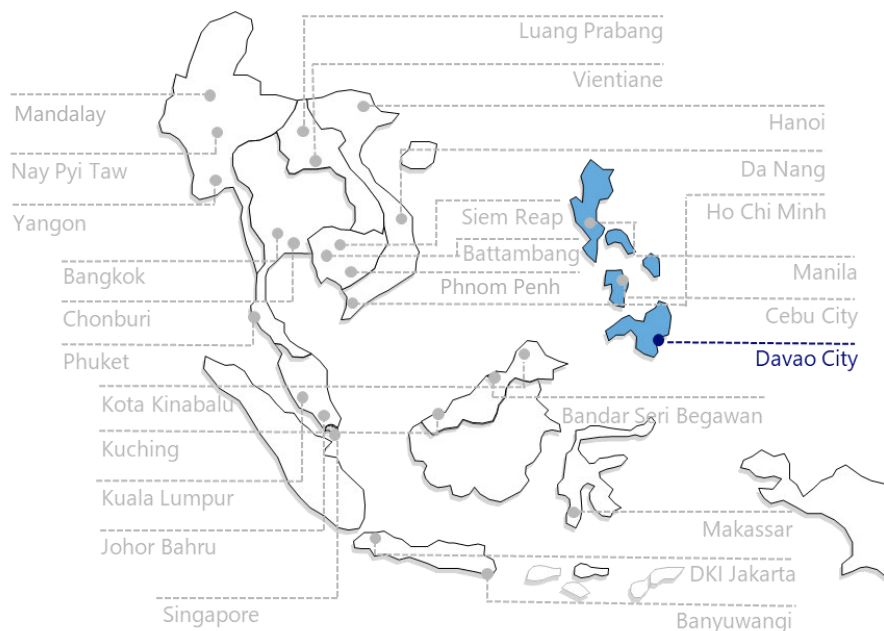 Luang Prabang
Vientiane
Mandalay
Hanoi
Nay Pyi Taw
Da Nang
Yangon
Siem Reap
Ho Chi Minh
Battambang
Bangkok
Phnom Penh
Manila
Chonburi
Cebu City
Phuket
Davao City
Kota Kinabalu
Bandar Seri Begawan
Kuching
Kuala Lumpur
Makassar
Johor Bahru
DKI Jakarta
Singapore
Banyuwangi